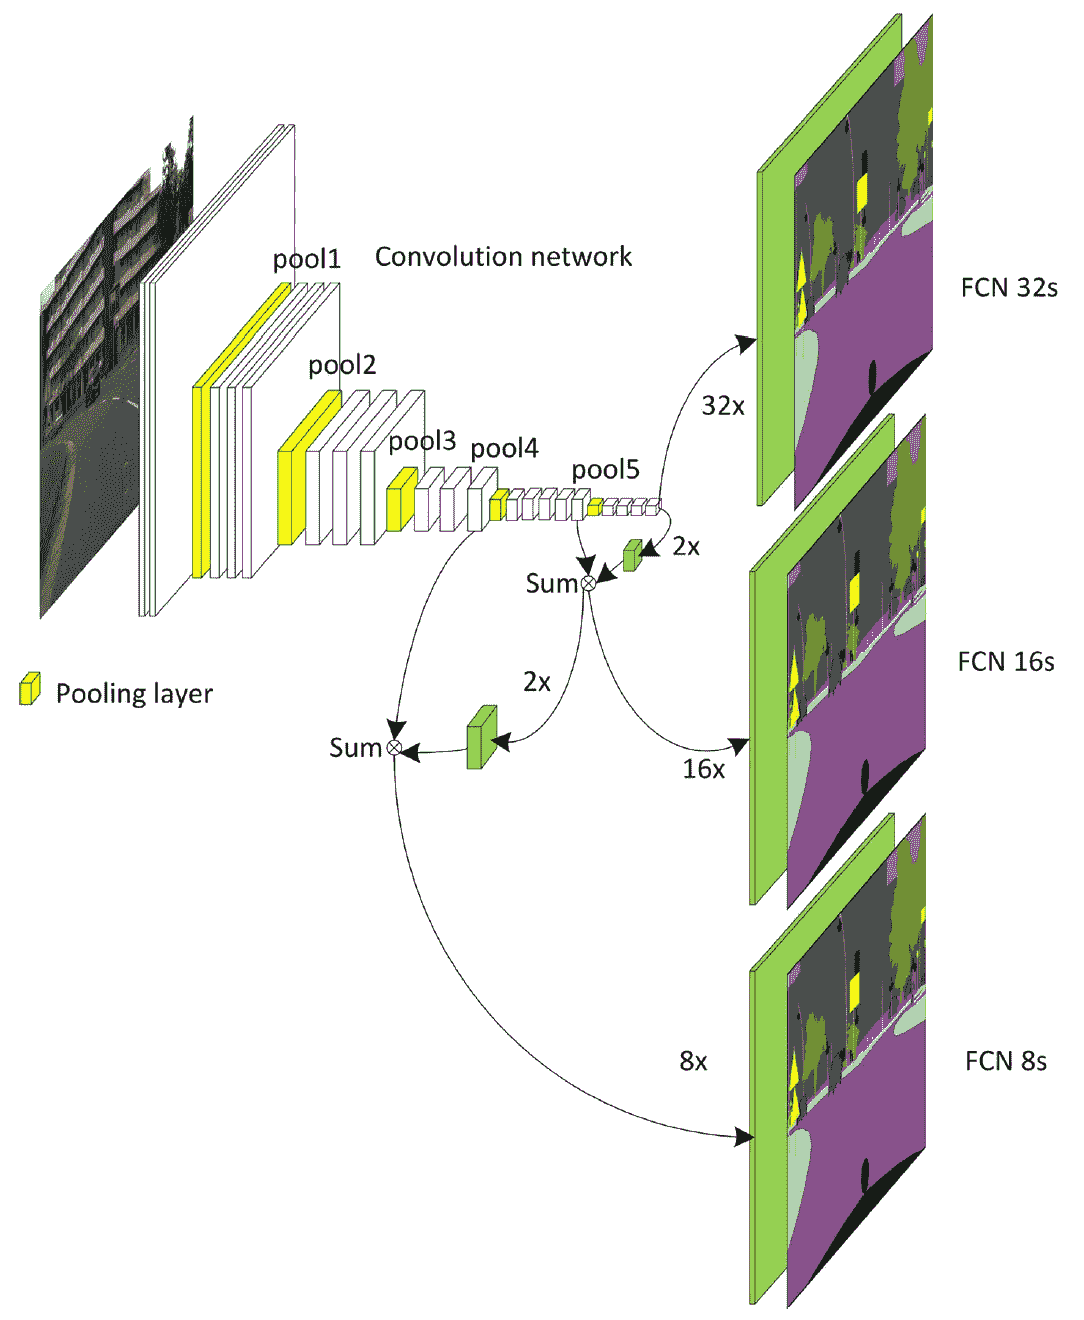 pool1
Convolution network
FCN 32s
pool2
32x
pool3
pool4
pool5
2x
Sum
FCN 16s
2x
Pooling layer
Sum
16x
8x
FCN 8s